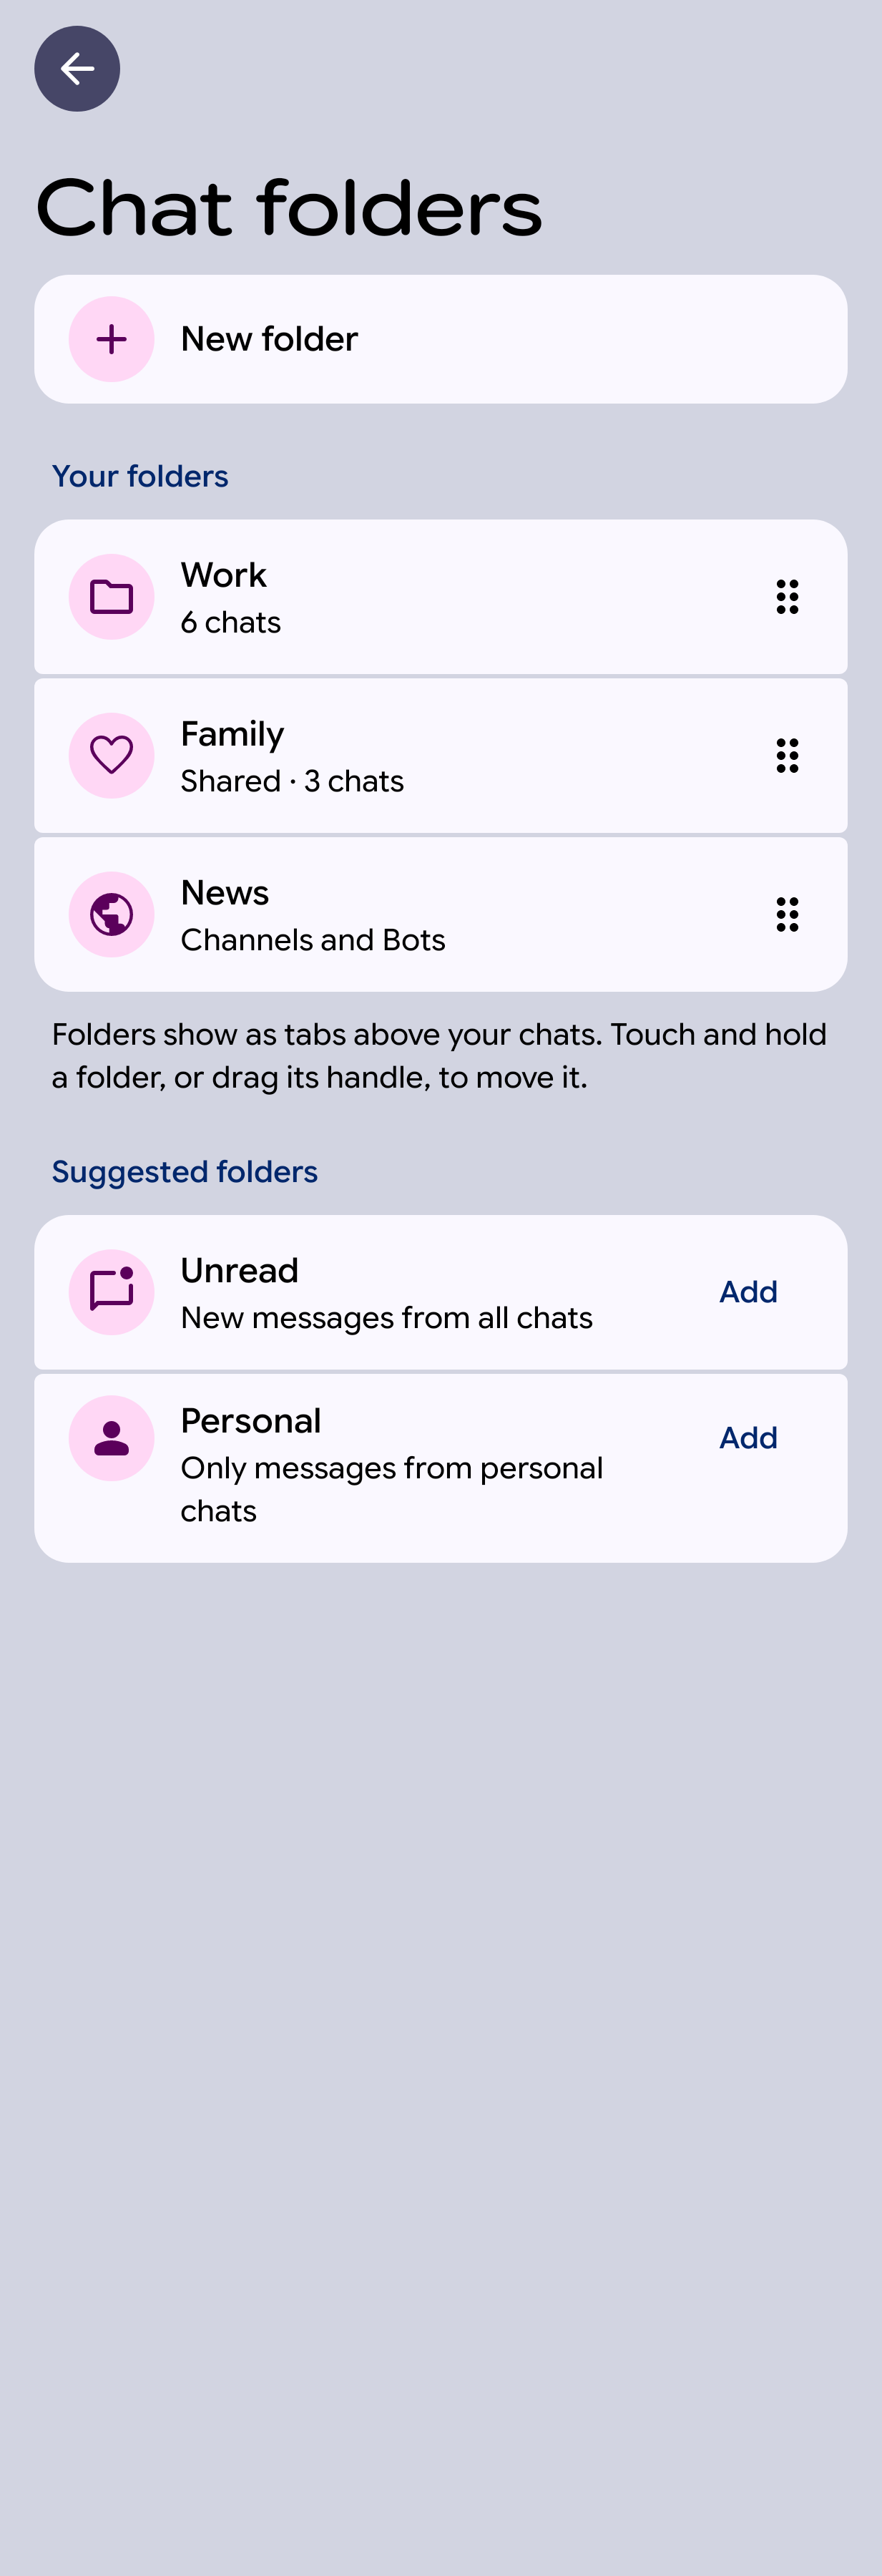 Chat folders
New folder
Your folders
Work
6 chats
Family
Shared · 3 chats
News
Channels and Bots
Folders show as tabs above your chats. Touch and hold
a folder, or drag its handle, to move it.
Suggested folders
Unread
New messages from all chats
Add
Personal
Only messages from personal
chats
Add